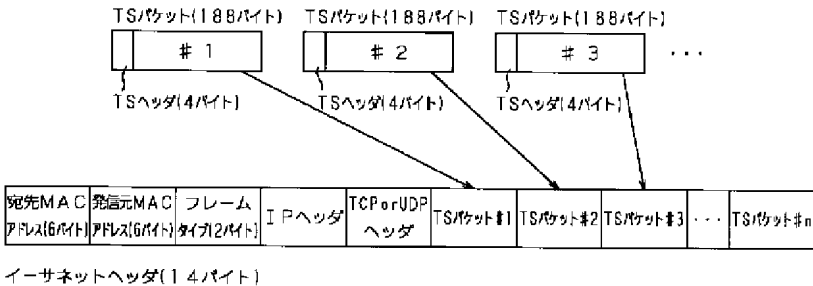 TSパケット(188バイト) TSパケット(188バイト) TSパケット(188バイト)
#1 #2 #3 ···
TSヘッダ(4バイト) TSヘッダ(4バイト) TSヘッダ(4バイト)
宛先MAC 発信元MAC フレーム IPヘッダ TCPorUDP TSパケット#1 TSパケット#2 TSパケット#3 ··· TSパケット#n
アドレス(6バイト) アドレス(6バイト) タイプ(2バイト) ヘッダ
イーサネットヘッダ(14バイト)